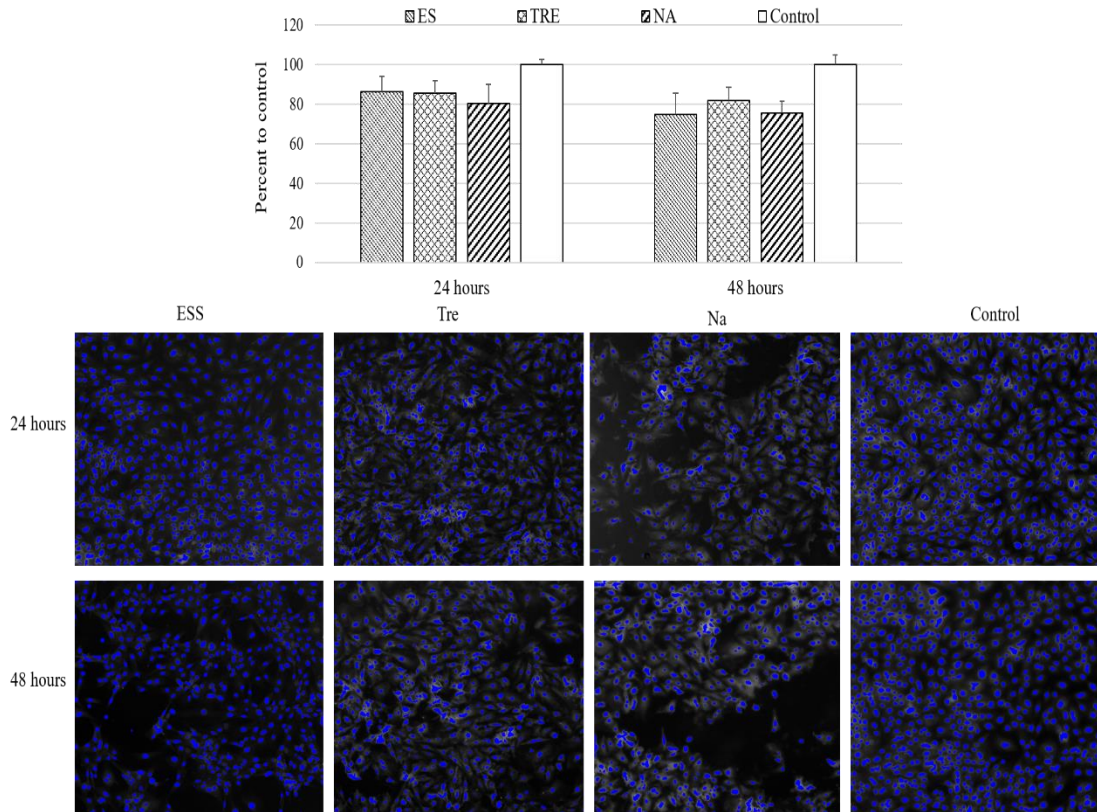 ES TRE NA Control
120
100
80
60
40
20
0
Percent to control
24 hours 48 hours
ESS Tre Na Control
24 hours
48 hours